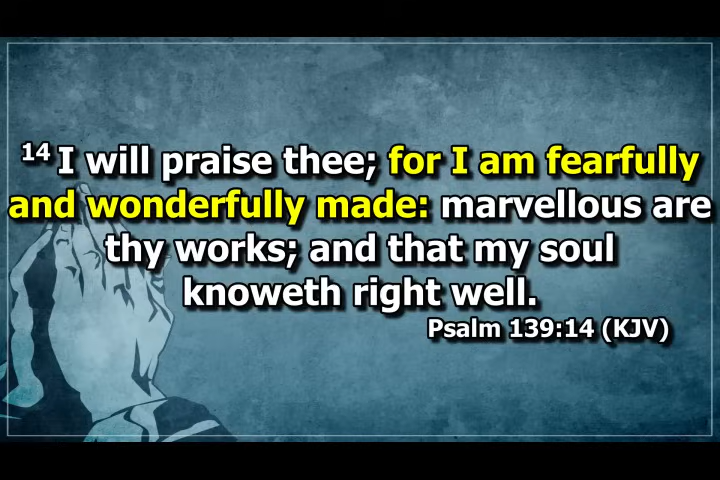 14 I will praise thee; for I am fearfully
and wonderfully made: marvellous are
thy works; and that my soul
knoweth right well.
Psalm 139:14 (KJV)